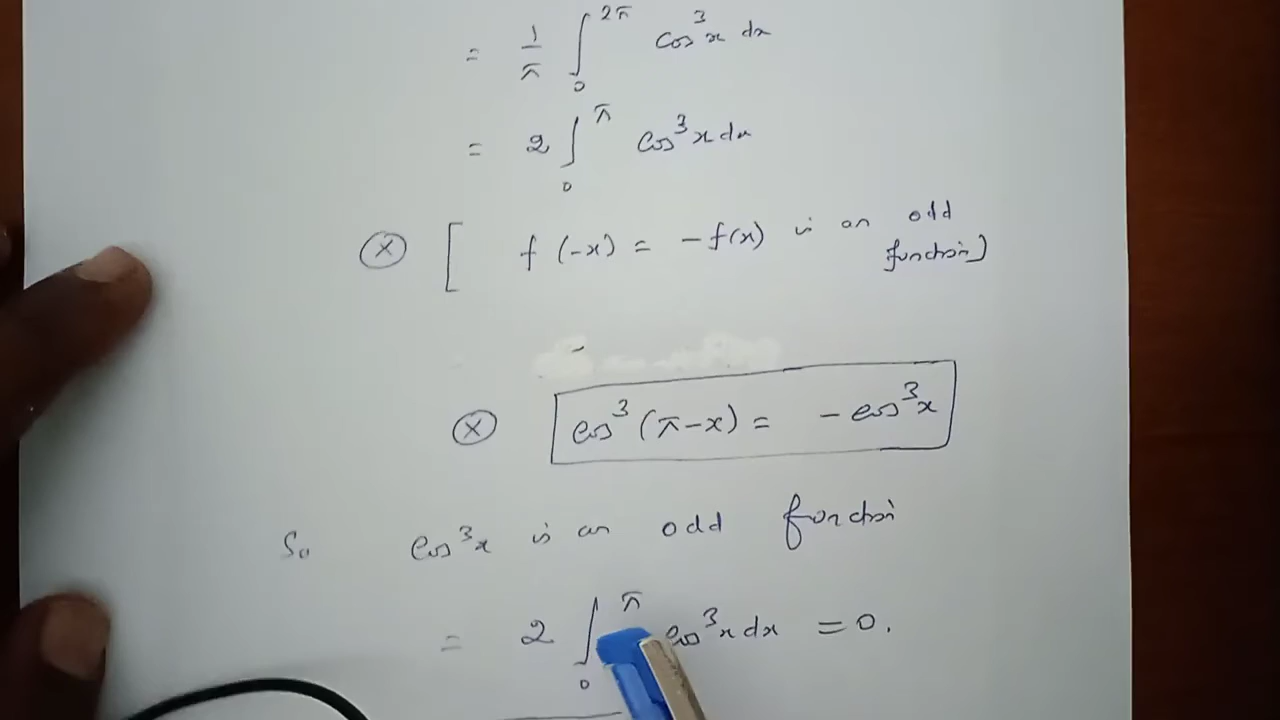 = 1/π ∫₀^2π cos³x dx
= 2 ∫₀^π cos³x dx
ⓧ [ f(-x) = -f(x) is an odd function]
ⓧ cos³(π-x) = -cos³x
So cos³x is an odd function
= 2 ∫₀^π cos³x dx = 0.